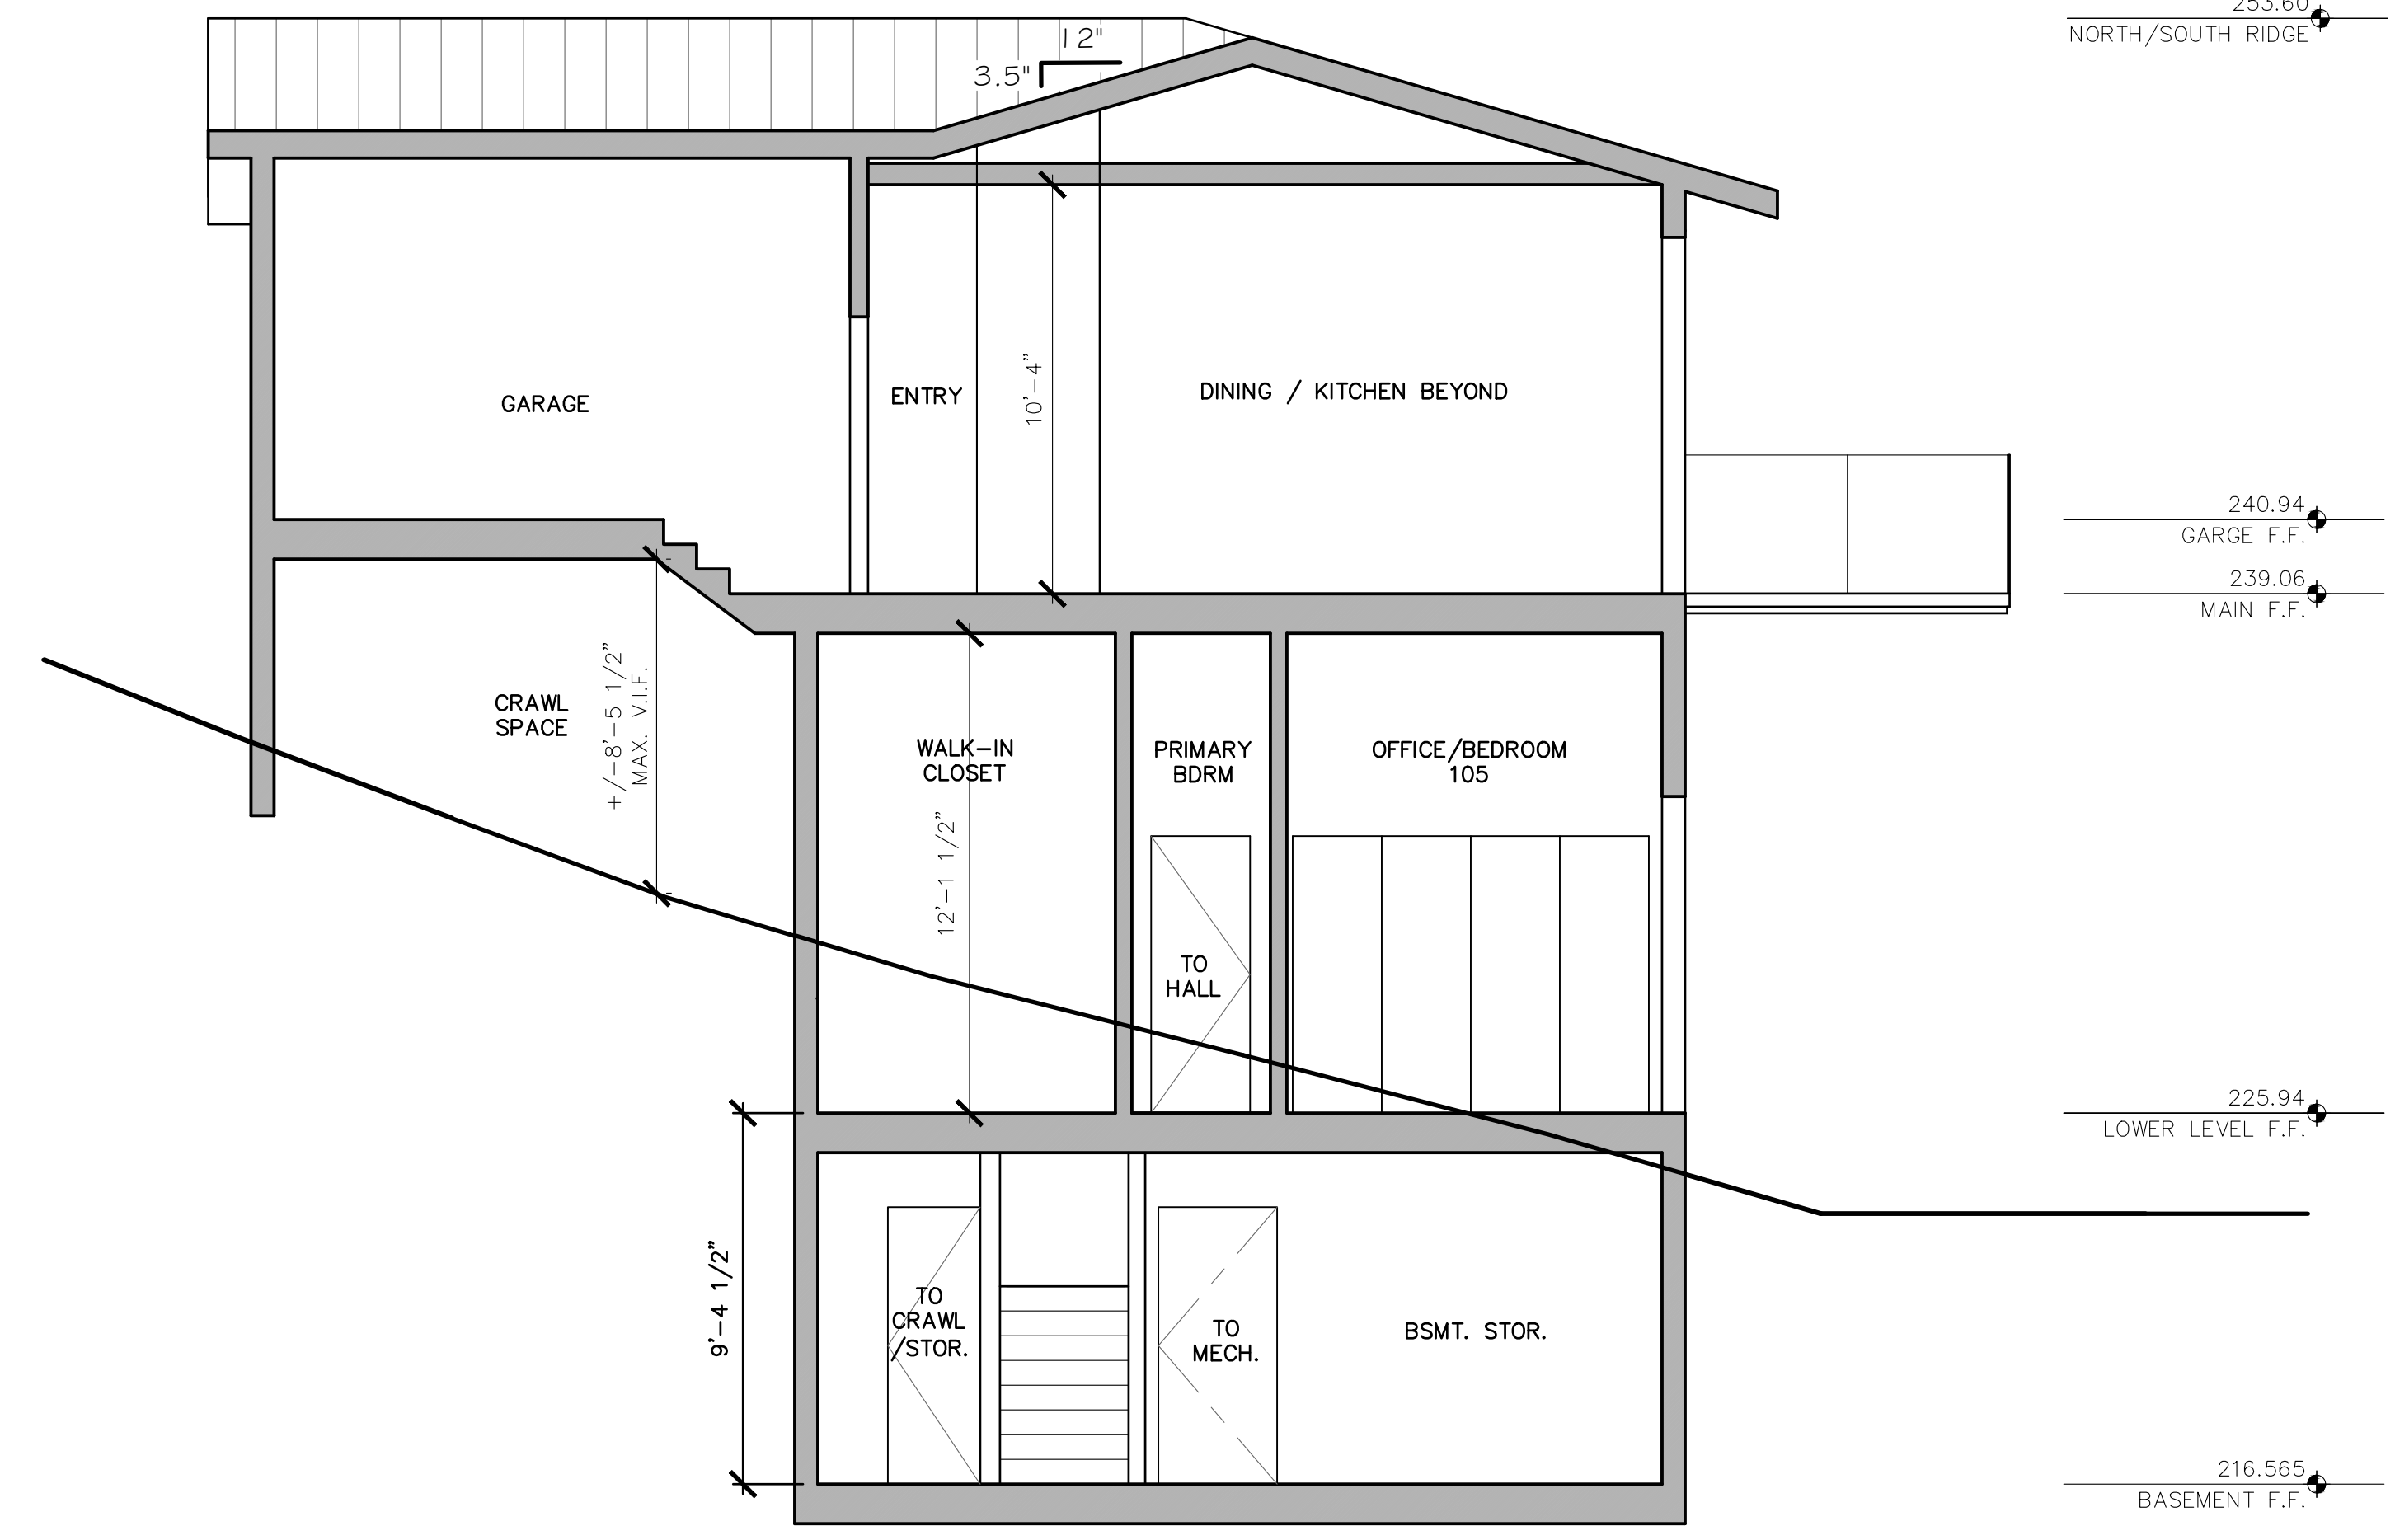 253.60
NORTH/SOUTH RIDGE
12"
3.5"
GARAGE
ENTRY
10'-4"
DINING / KITCHEN BEYOND
240.94
GARGE F.F.
239.06
MAIN F.F.
CRAWL
SPACE
+/-8'-5 1/2"
MAX. V.I.F.
WALK-IN
CLOSET
12'-1 1/2"
PRIMARY
BDRM
OFFICE/BEDROOM
105
TO
HALL
225.94
LOWER LEVEL F.F.
9'-4 1/2"
TO
CRAWL
/STOR.
TO
MECH.
BSMT. STOR.
216.565
BASEMENT F.F.